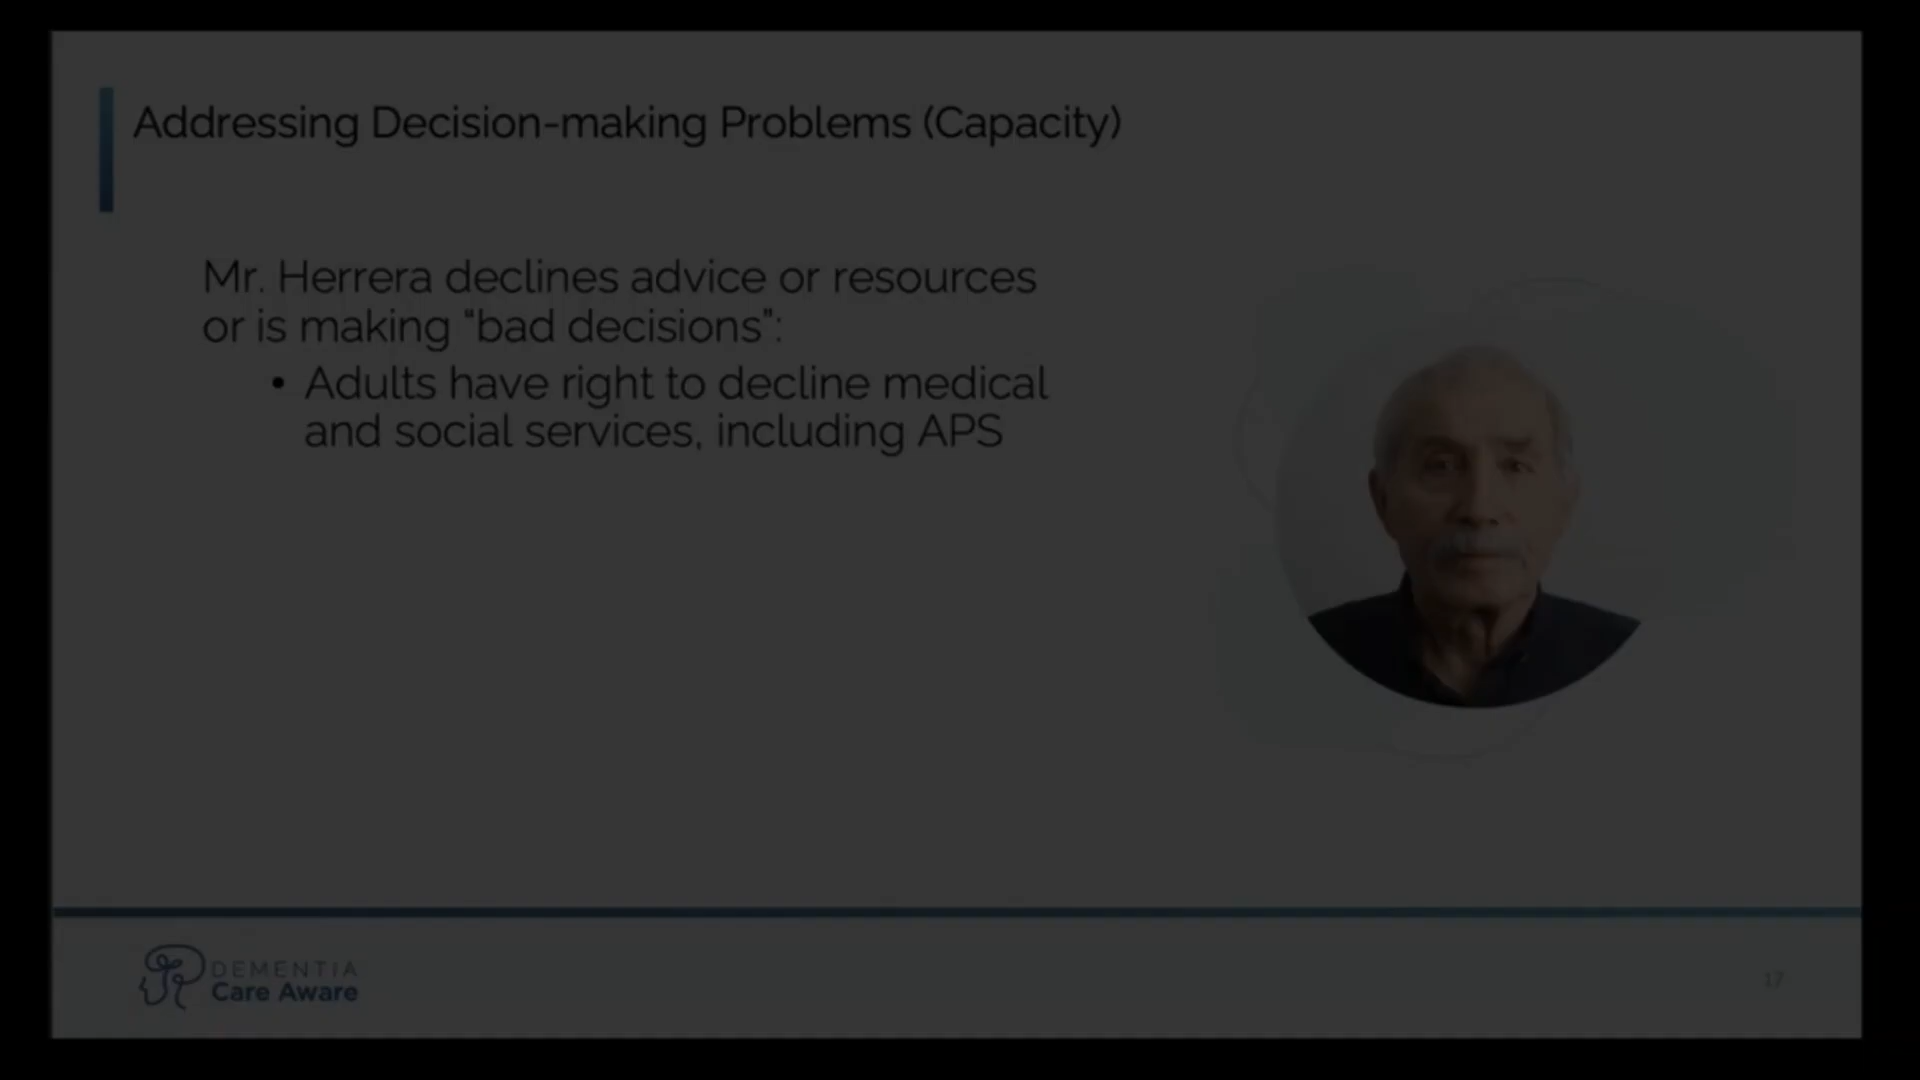 Addressing Decision-making Problems (Capacity)
Mr. Herrera declines advice or resources
or is making “bad decisions”:
• Adults have right to decline medical
and social services, including APS
DEMENTIA
Care Aware
17